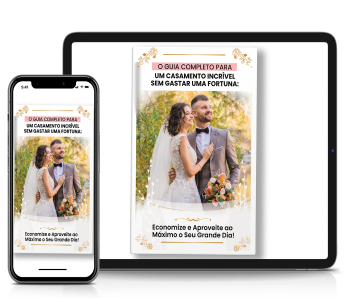 O GUIA COMPLETO PARA
UM CASAMENTO INCRÍVEL
SEM GASTAR UMA FORTUNA:
Economize e Aproveite ao
Máximo o Seu Grande Dia!
9:41
O GUIA COMPLETO PARA
UM CASAMENTO INCRÍVEL
SEM GASTAR UMA FORTUNA:
Economize e Aproveite ao
Máximo o Seu Grande Dia!